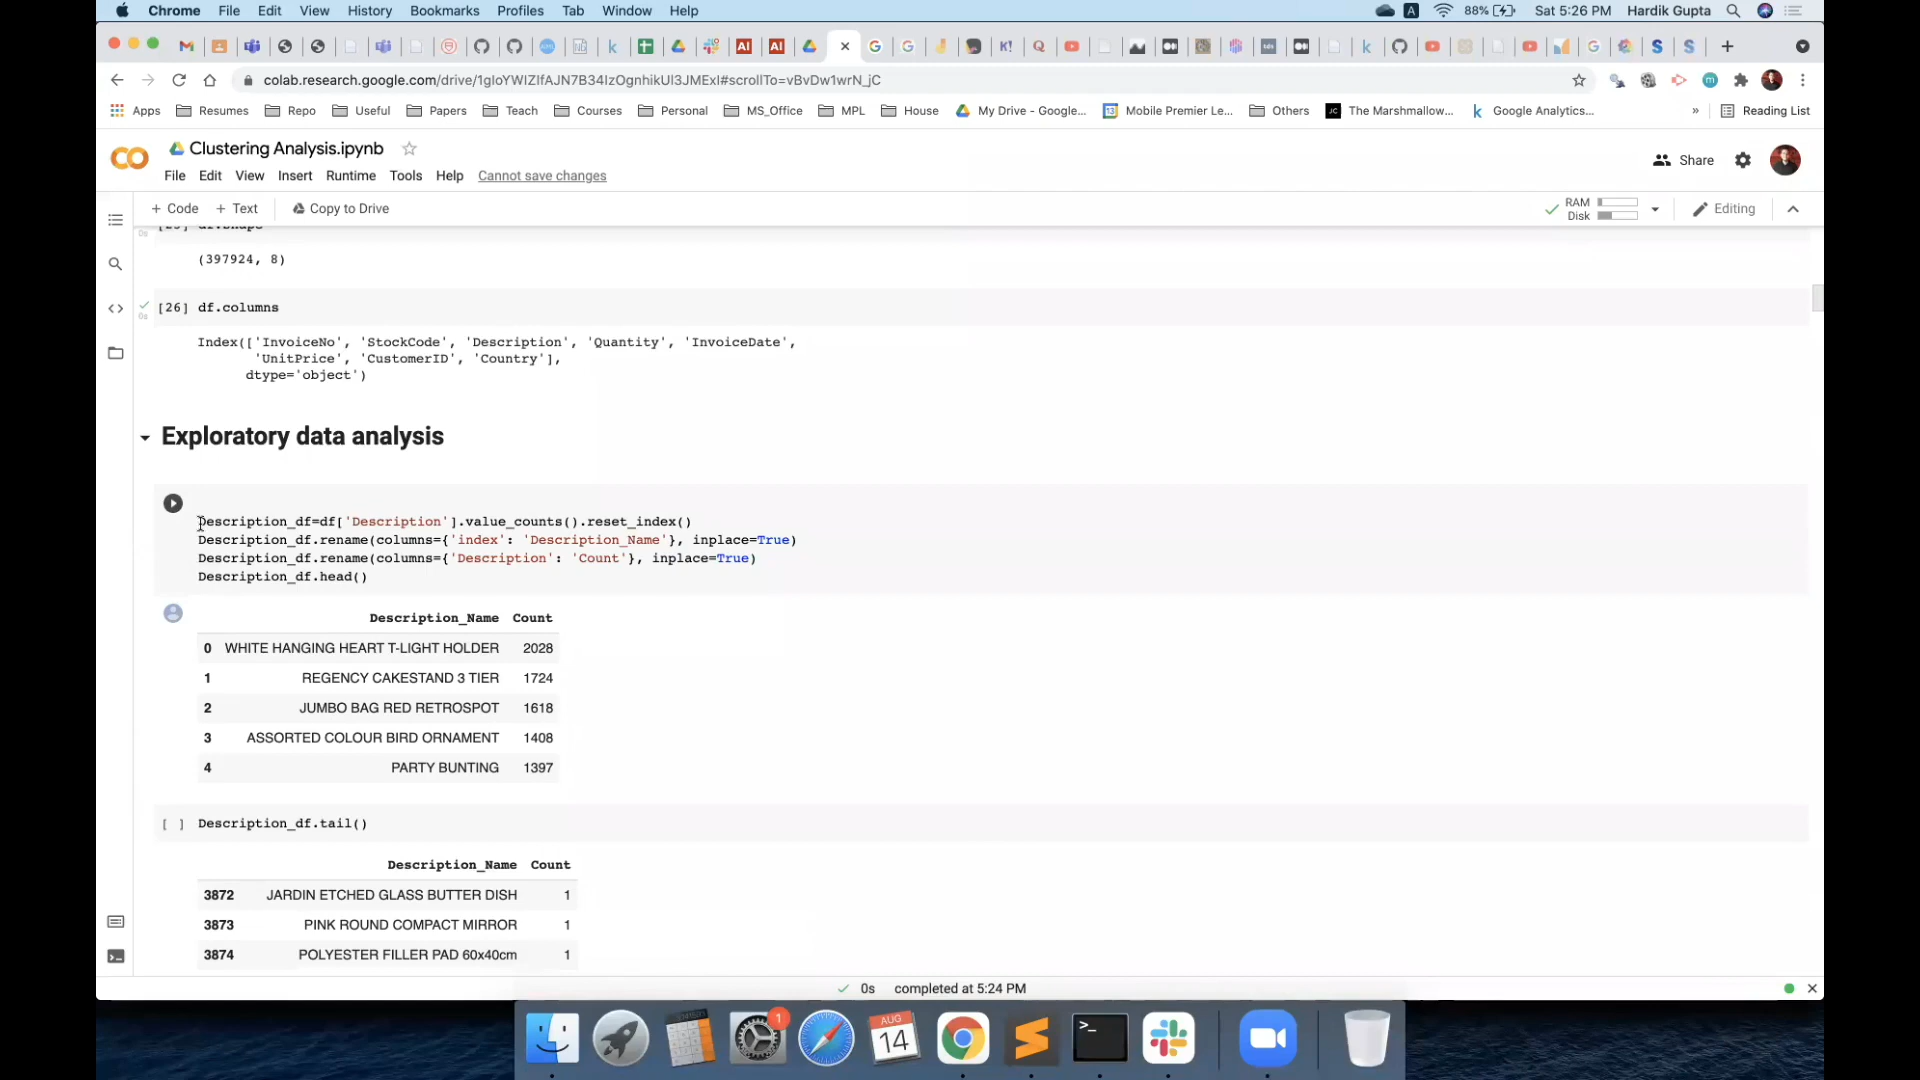 Chrome File Edit View History Bookmarks Profiles Tab Window Help
A 88% Sat 5:26 PM Hardik Gupta
colab.research.google.com/drive/1gIoYWIZIfAJN7B34IzOgnhikUl3JMExI#scrollTo=vBvDw1wrN_jC
Apps Resumes Repo Useful Papers Teach Courses Personal MS_Office MPL House My Drive - Google... Mobile Premier Le... Others The Marshmallow... Google Analytics... » Reading List
CO Clustering Analysis.ipynb
Share
File Edit View Insert Runtime Tools Help Cannot save changes
+ Code + Text Copy to Drive
RAM
Disk
Editing
(397924, 8)
[26] df.columns
0s
Index(['InvoiceNo', 'StockCode', 'Description', 'Quantity', 'InvoiceDate',
'UnitPrice', 'CustomerID', 'Country'],
dtype='object')
Exploratory data analysis
Description_df=df['Description'].value_counts().reset_index()
Description_df.rename(columns={'index': 'Description_Name'}, inplace=True)
Description_df.rename(columns={'Description': 'Count'}, inplace=True)
Description_df.head()
Description_Name Count
0 WHITE HANGING HEART T-LIGHT HOLDER 2028
1 REGENCY CAKESTAND 3 TIER 1724
2 JUMBO BAG RED RETROSPOT 1618
3 ASSORTED COLOUR BIRD ORNAMENT 1408
4 PARTY BUNTING 1397
[ ] Description_df.tail()
Description_Name Count
3872 JARDIN ETCHED GLASS BUTTER DISH 1
3873 PINK ROUND COMPACT MIRROR 1
3874 POLYESTER FILLER PAD 60x40cm 1
0s completed at 5:24 PM
1
AUG
14